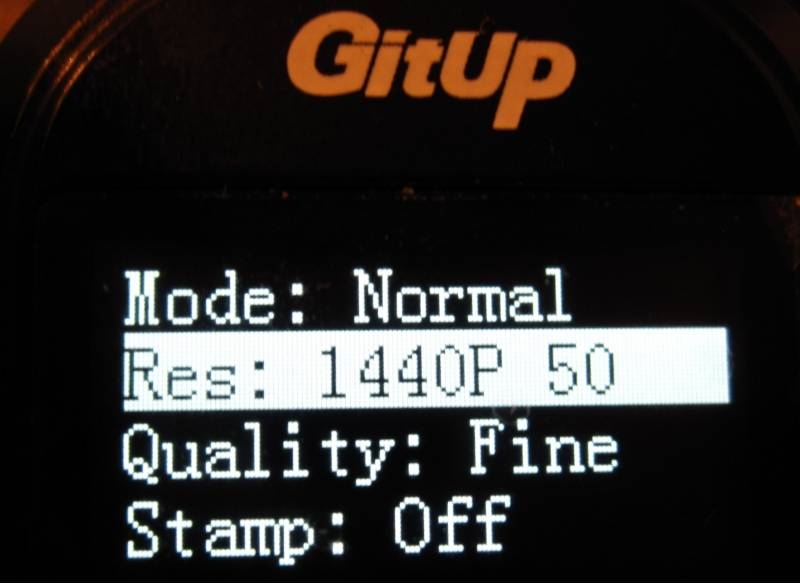 GitUp
Mode: Normal
Res: 1440P 50
Quality: Fine
Stamp: Off